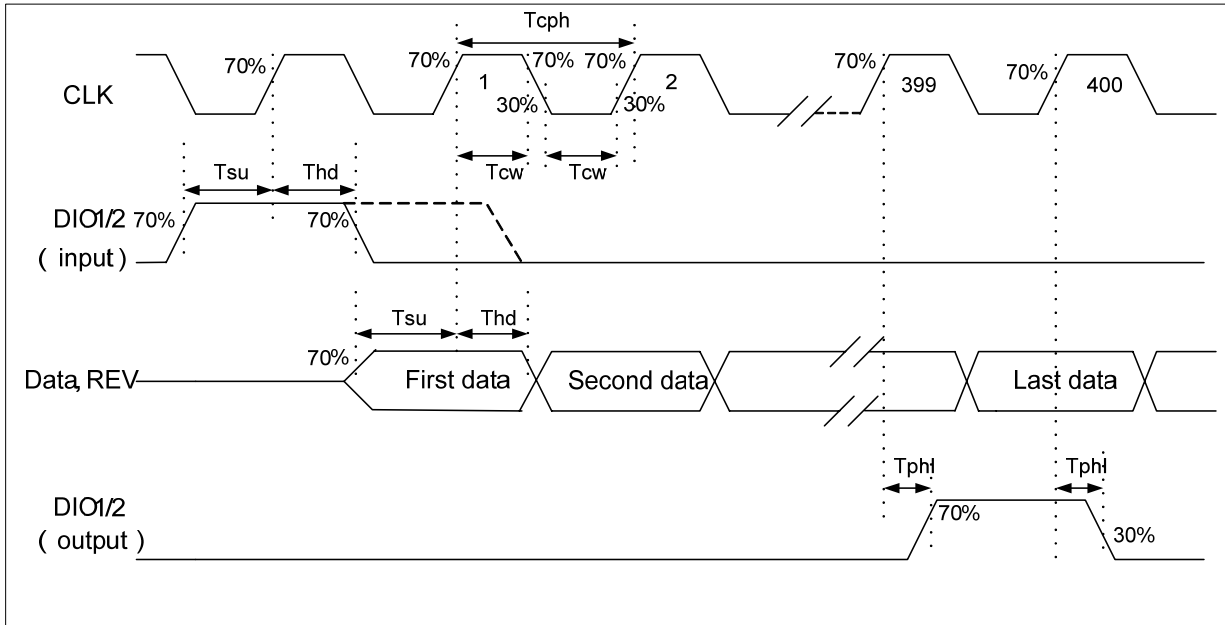 Tcph
70%
70%
70%
70%
70%
70%
CLK
1
2
399
400
30%
30%
Tcw
Tcw
Tsu
Thd
DIO1/2
70%
70%
( input)
Tsu
Thd
70%
Data, REV
First data
Second data
Last data
Tphl
Tphl
DIO1/2
70%
30%
( output)